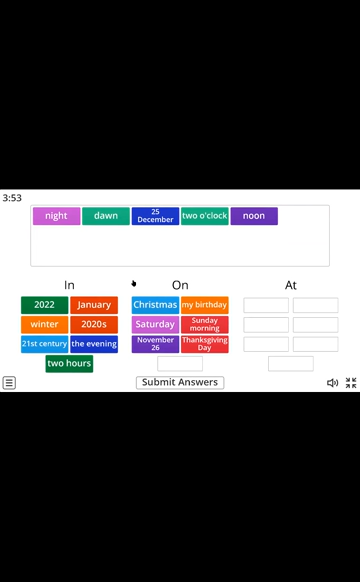 3:53
night
dawn
25
December
two o'clock
noon
In
On
At
2022
January
winter
2020s
21st century
the evening
two hours
Christmas
my birthday
Saturday
Sunday
morning
November
26
Thanksgiving
Day
Submit Answers